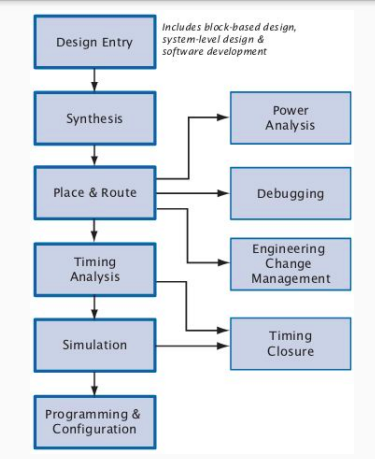 Design Entry
Includes block-based design,
system-level design &
software development
Synthesis
Power
Analysis
Place & Route
Debugging
Timing
Analysis
Engineering
Change
Management
Simulation
Timing
Closure
Programming &
Configuration